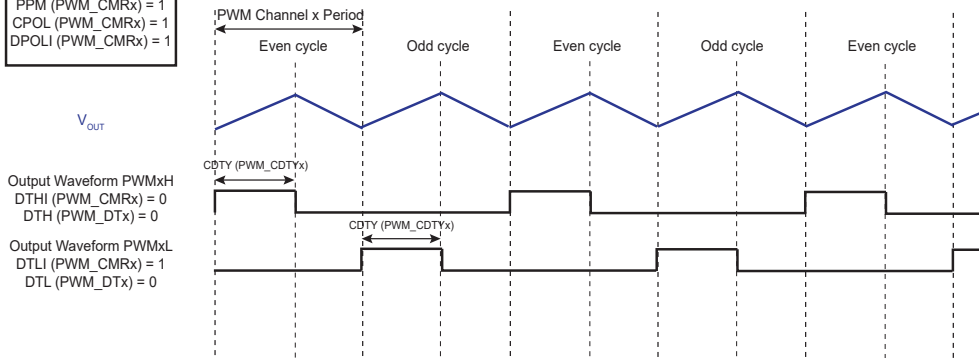 PPM (PWM_CMRx) = 1
CPOL (PWM_CMRx) = 1
DPOLI (PWM_CMRx) = 1
PWM Channel x Period
Even cycle
Odd cycle
Even cycle
Odd cycle
Even cycle
VOUT
CDTY (PWM_CDTYx)
Output Waveform PWMxH
DTHI (PWM_CMRx) = 0
DTH (PWM_DTx) = 0
CDTY (PWM_CDTYx)
Output Waveform PWMxL
DTLI (PWM_CMRx) = 1
DTL (PWM_DTx) = 0